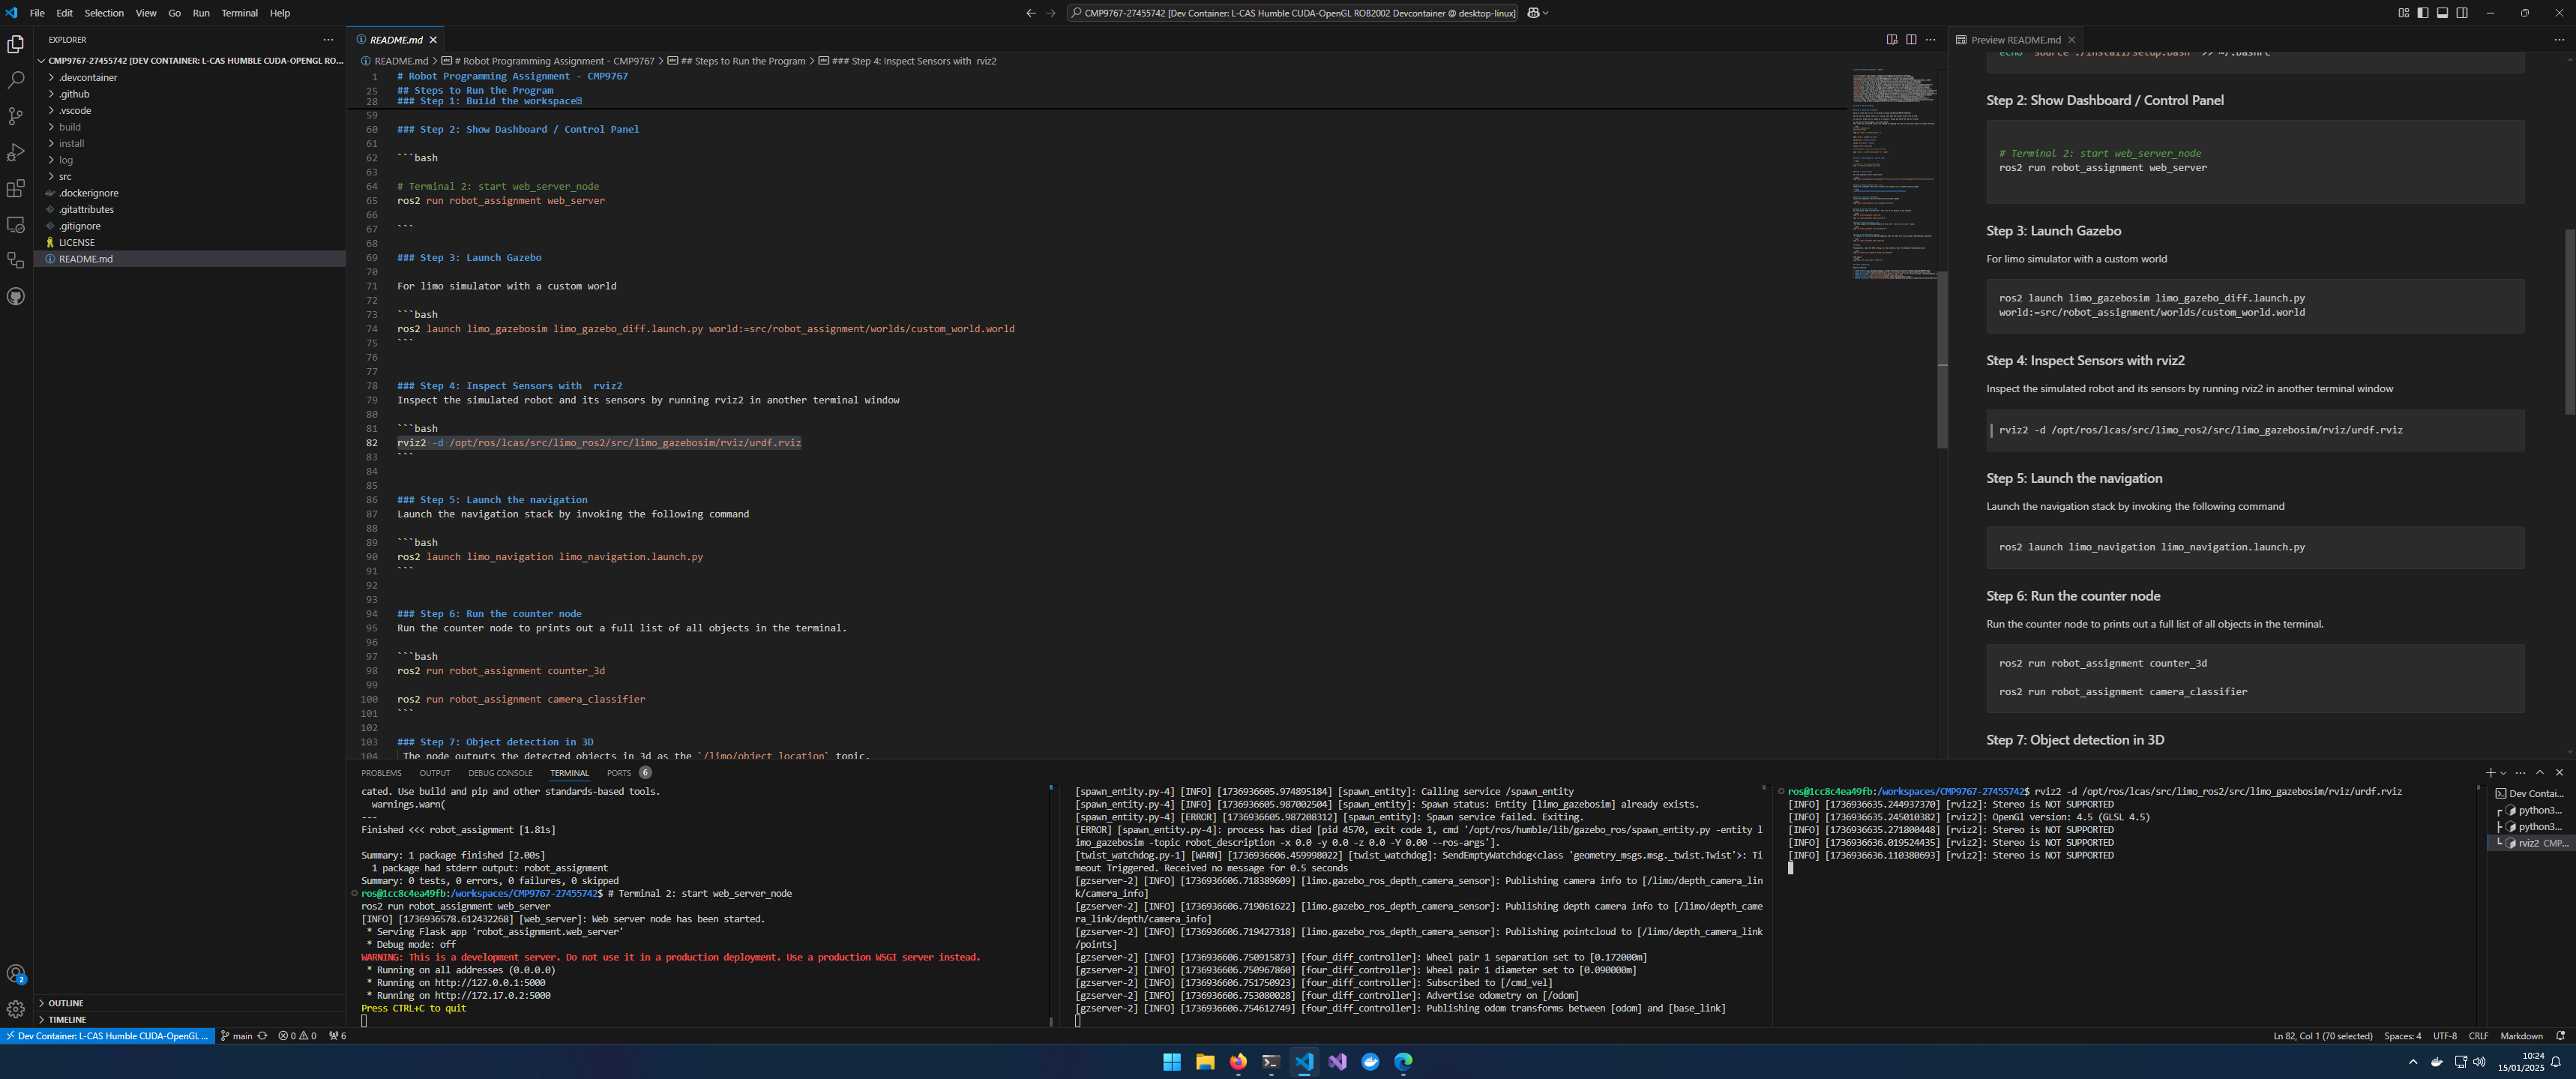 File Edit Selection View Go Run Terminal Help
CMP9767-27455742 [Dev Container: L-CAS Humble CUDA-OpenGL ROB2002 Devcontainer @ desktop-linux]
EXPLORER
CMP9767-27455742 [DEV CONTAINER: L-CAS HUMBLE CUDA-OPENGL RO...
.devcontainer
.github
.vscode
build
install
log
src
.dockerignore
.gitattributes
.gitignore
LICENSE
README.md
OUTLINE
TIMELINE
README.md
README.md > # Robot Programming Assignment - CMP9767 > ## Steps to Run the Program > ### Step 4: Inspect Sensors with rviz2
1 # Robot Programming Assignment - CMP9767
25 ## Steps to Run the Program
28 ### Step 1: Build the workspace
59
60 ### Step 2: Show Dashboard / Control Panel
61
62 ```bash
63
64 # Terminal 2: start web_server_node
65 ros2 run robot_assignment web_server
66
67 ```
68
69 ### Step 3: Launch Gazebo
70
71 For limo simulator with a custom world
72
73 ```bash
74 ros2 launch limo_gazebosim limo_gazebo_diff.launch.py world:=src/robot_assignment/worlds/custom_world.world
75 ```
76
77
78 ### Step 4: Inspect Sensors with  rviz2
79 Inspect the simulated robot and its sensors by running rviz2 in another terminal window
80
81 ```bash
82 rviz2 -d /opt/ros/lcas/src/limo_ros2/src/limo_gazebosim/rviz/urdf.rviz
83 ```
84
85
86 ### Step 5: Launch the navigation
87 Launch the navigation stack by invoking the following command
88
89 ```bash
90 ros2 launch limo_navigation limo_navigation.launch.py
91 ```
92
93
94 ### Step 6: Run the counter node
95 Run the counter node to prints out a full list of all objects in the terminal.
96
97 ```bash
98 ros2 run robot_assignment counter_3d
99
100 ros2 run robot_assignment camera_classifier
101 ```
102
103 ### Step 7: Object detection in 3D
104 The node outputs the detected objects in 3d as the `/limo/object_location` topic.
Preview README.md
echo "source ./install/setup.bash" >> ~/.bashrc
Step 2: Show Dashboard / Control Panel
# Terminal 2: start web_server_node
ros2 run robot_assignment web_server
Step 3: Launch Gazebo
For limo simulator with a custom world
ros2 launch limo_gazebosim limo_gazebo_diff.launch.py
world:=src/robot_assignment/worlds/custom_world.world
Step 4: Inspect Sensors with rviz2
Inspect the simulated robot and its sensors by running rviz2 in another terminal window
rviz2 -d /opt/ros/lcas/src/limo_ros2/src/limo_gazebosim/rviz/urdf.rviz
Step 5: Launch the navigation
Launch the navigation stack by invoking the following command
ros2 launch limo_navigation limo_navigation.launch.py
Step 6: Run the counter node
Run the counter node to prints out a full list of all objects in the terminal.
ros2 run robot_assignment counter_3d
ros2 run robot_assignment camera_classifier
Step 7: Object detection in 3D
PROBLEMS OUTPUT DEBUG CONSOLE TERMINAL PORTS 6
cated. Use build and pip and other standards-based tools.
warnings.warn(
---
Finished <<< robot_assignment [1.81s]
Summary: 1 package finished [2.00s]
1 package had stderr output: robot_assignment
Summary: 0 tests, 0 errors, 0 failures, 0 skipped
ros@1cc8c4ea49fb:/workspaces/CMP9767-27455742$ # Terminal 2: start web_server_node
ros2 run robot_assignment web_server
[INFO] [1736936578.612432268] [web_server]: Web server node has been started.
* Serving Flask app 'robot_assignment.web_server'
* Debug mode: off
WARNING: This is a development server. Do not use it in a production deployment. Use a production WSGI server instead.
* Running on all addresses (0.0.0.0)
* Running on http://127.0.0.1:5000
* Running on http://172.17.0.2:5000
Press CTRL+C to quit
[spawn_entity.py-4] [INFO] [1736936605.974895184] [spawn_entity]: Calling service /spawn_entity
[spawn_entity.py-4] [INFO] [1736936605.987002504] [spawn_entity]: Spawn status: Entity [limo_gazebosim] already exists.
[spawn_entity.py-4] [ERROR] [1736936605.987208312] [spawn_entity]: Spawn service failed. Exiting.
[ERROR] [spawn_entity.py-4]: process has died [pid 4570, exit code 1, cmd '/opt/ros/humble/lib/gazebo_ros/spawn_entity.py -entity l
imo_gazebosim -topic robot_description -x 0.0 -y 0.0 -z 0.0 -Y 0.00 --ros-args'].
[twist_watchdog.py-1] [WARN] [1736936606.459998022] [twist_watchdog]: SendEmptyWatchdog<class 'geometry_msgs.msg._twist.Twist'>: Ti
meout Triggered. Received no message for 0.5 seconds
[gzserver-2] [INFO] [1736936606.718389609] [limo.gazebo_ros_depth_camera_sensor]: Publishing camera info to [/limo/depth_camera_lin
k/camera_info]
[gzserver-2] [INFO] [1736936606.719061622] [limo.gazebo_ros_depth_camera_sensor]: Publishing depth camera info to [/limo/depth_came
ra_link/depth/camera_info]
[gzserver-2] [INFO] [1736936606.719427318] [limo.gazebo_ros_depth_camera_sensor]: Publishing pointcloud to [/limo/depth_camera_link
/points]
[gzserver-2] [INFO] [1736936606.750915873] [four_diff_controller]: Wheel pair 1 separation set to [0.172000m]
[gzserver-2] [INFO] [1736936606.750967860] [four_diff_controller]: Wheel pair 1 diameter set to [0.090000m]
[gzserver-2] [INFO] [1736936606.751750923] [four_diff_controller]: Subscribed to [/cmd_vel]
[gzserver-2] [INFO] [1736936606.753080028] [four_diff_controller]: Advertise odometry on [/odom]
[gzserver-2] [INFO] [1736936606.754612749] [four_diff_controller]: Publishing odom transforms between [odom] and [base_link]
ros@1cc8c4ea49fb:/workspaces/CMP9767-27455742$ rviz2 -d /opt/ros/lcas/src/limo_ros2/src/limo_gazebosim/rviz/urdf.rviz
[INFO] [1736936635.244937370] [rviz2]: Stereo is NOT SUPPORTED
[INFO] [1736936635.245010382] [rviz2]: OpenGl version: 4.5 (GLSL 4.5)
[INFO] [1736936635.271800448] [rviz2]: Stereo is NOT SUPPORTED
[INFO] [1736936636.019524435] [rviz2]: Stereo is NOT SUPPORTED
[INFO] [1736936636.110380693] [rviz2]: Stereo is NOT SUPPORTED
Dev Contai...
python3...
python3...
rviz2 CMP...
2
Dev Container: L-CAS Humble CUDA-OpenGL ... main 0 0 6
Ln 82, Col 1 (70 selected) Spaces: 4 UTF-8 CRLF Markdown
10:24
15/01/2025